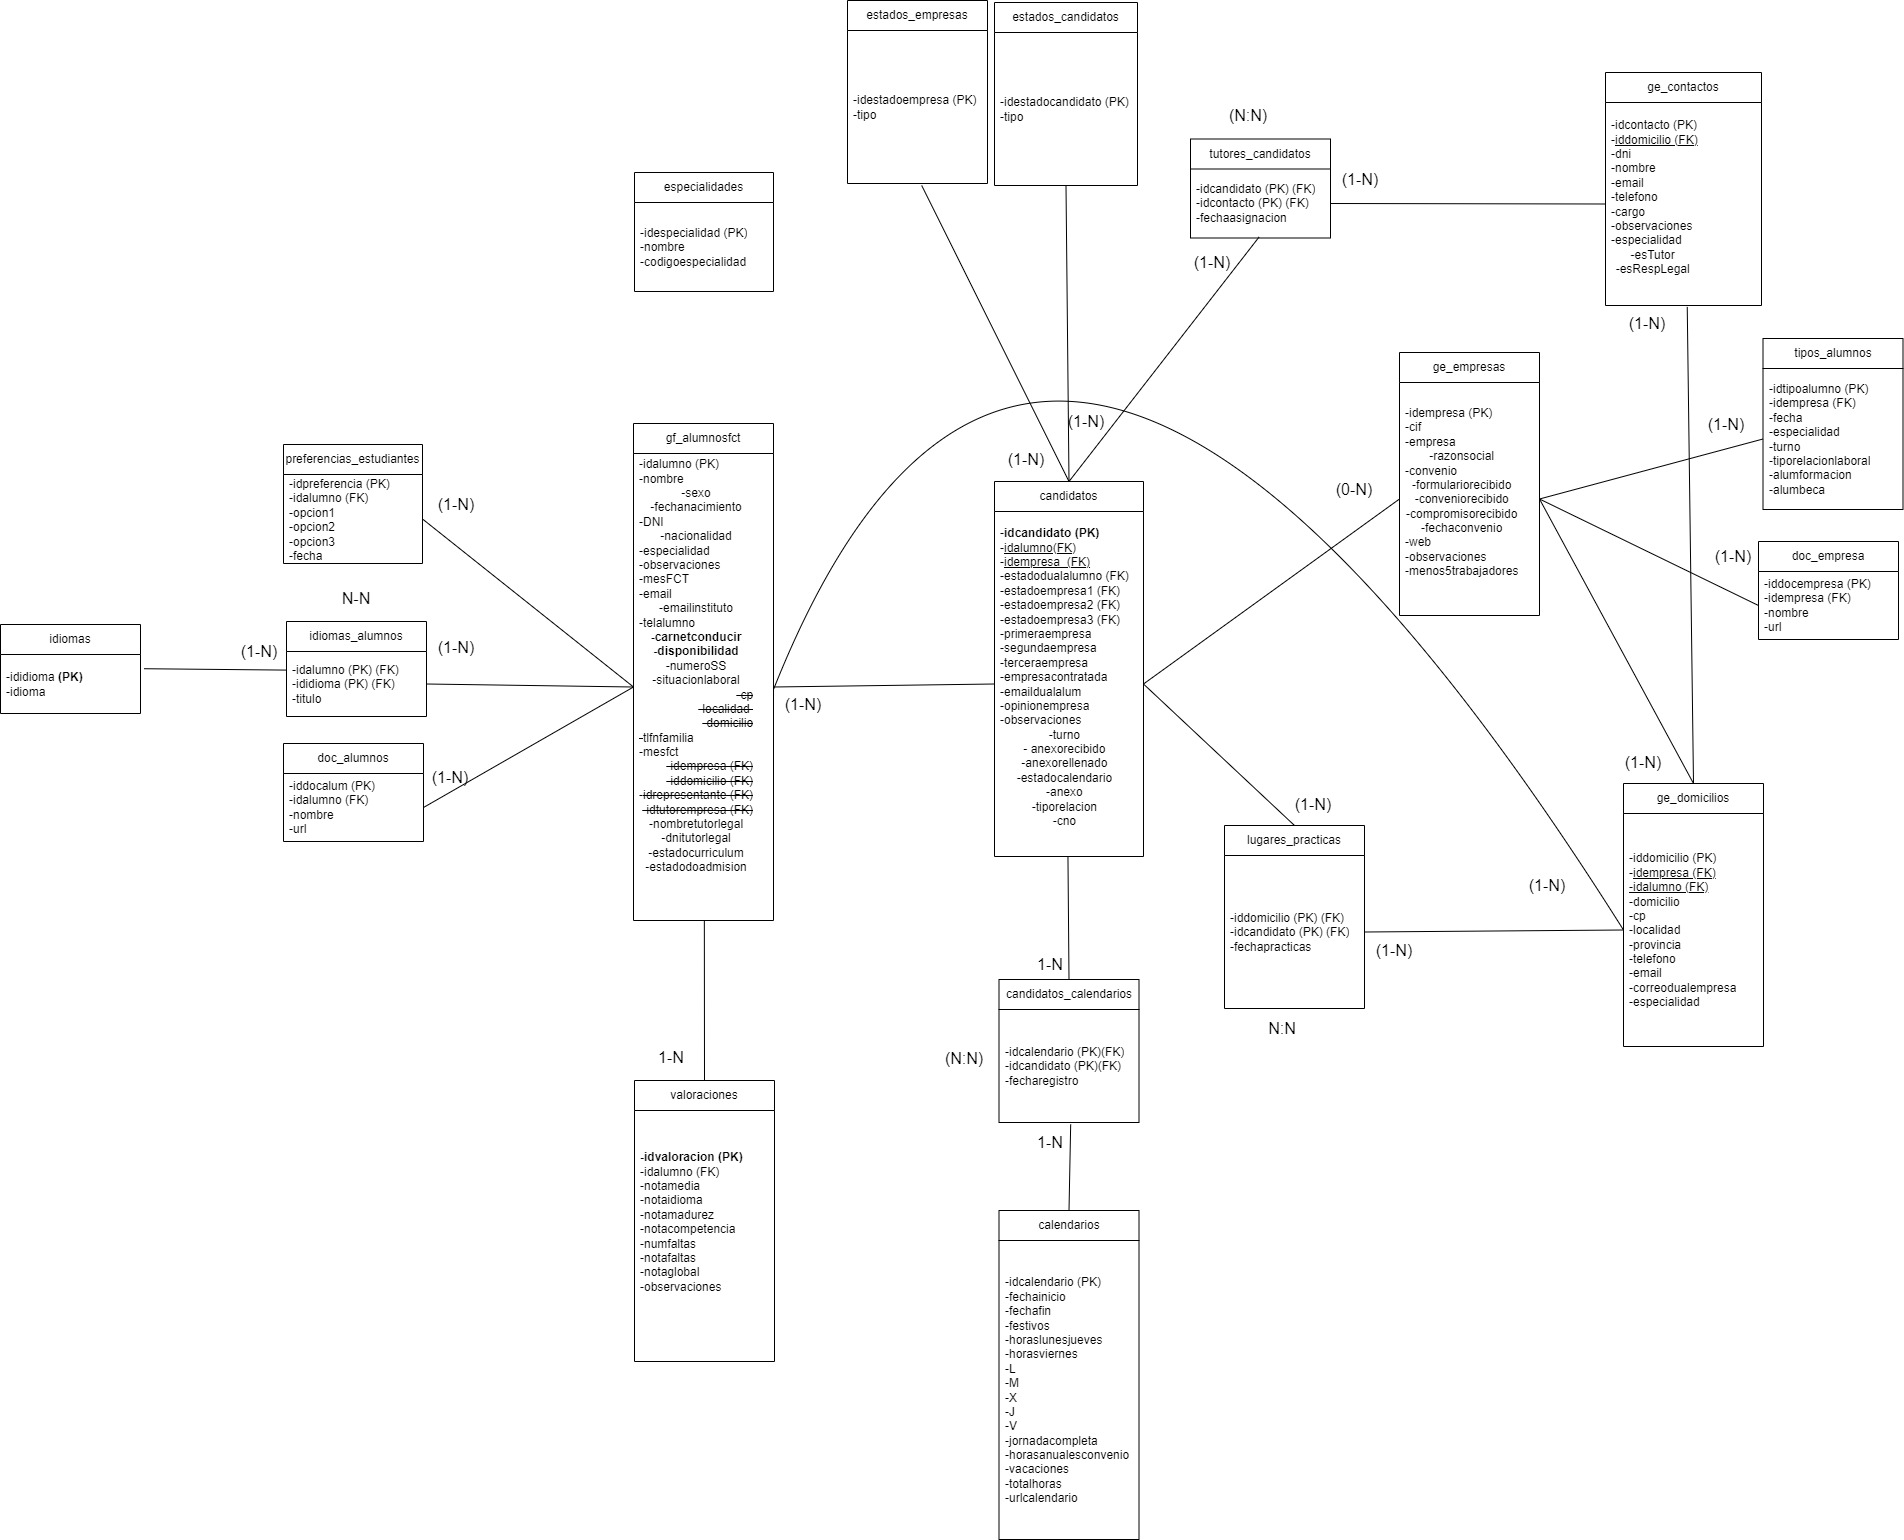 estados_empresas
-idestadoempresa (PK)
-tipo
estados_candidatos
-idestadocandidato (PK)
-tipo
ge_contactos
-idcontacto (PK)
-iddomicilio (FK)
-dni
-nombre
-email
-telefono
-cargo
-observaciones
-especialidad
-esTutor
-esRespLegal
(N:N)
tutores_candidatos
-idcandidato (PK) (FK)
-idcontacto (PK) (FK)
-fechaasignacion
(1-N)
(1-N)
(1-N)
especialidades
-idespecialidad (PK)
-nombre
-codigoespecialidad
ge_empresas
-idempresa (PK)
-cif
-empresa
-razonsocial
-convenio
-formulariorecibido
-conveniorecibido
-compromisorecibido
-fechaconvenio
-web
-observaciones
-menos5trabajadores
tipos_alumnos
-idtipoalumno (PK)
-idempresa (FK)
-fecha
-especialidad
-turno
-tiporelacionlaboral
-alumformacion
-alumbeca
(1-N)
doc_empresa
-iddocempresa (PK)
-idempresa (FK)
-nombre
-url
(1-N)
(1-N)
(1-N)
(0-N)
preferencias_estudiantes
-idpreferencia (PK)
-idalumno (FK)
-opcion1
-opcion2
-opcion3
-fecha
(1-N)
gf_alumnosfct
-idalumno (PK)
-nombre
-sexo
-fechanacimiento
-DNI
-nacionalidad
-especialidad
-observaciones
-mesFCT
-email
-emailinstituto
-telalumno
-carnetconducir
-disponibilidad
-numeroSS
-situacionlaboral
-cp
-localidad
-domicilio
-tlfnfamilia
-mesfct
-idempresa (FK)
-iddomicilio (FK)
-idrepresentante (FK)
-idtutorempresa (FK)
-nombretutorlegal
-dnitutorlegal
-estadocurriculum
-estadodoadmision
(1-N)
candidatos
-idcandidato (PK)
-idalumno(FK)
-idempresa  (FK)
-estadodualalumno (FK)
-estadoempresa1 (FK)
-estadoempresa2 (FK)
-estadoempresa3 (FK)
-primeraempresa
-segundaempresa
-terceraempresa
-empresacontratada
-emaildualalum
-opinionempresa
-observaciones
-turno
- anexorecibido
-anexorellenado
-estadocalendario
-anexo
-tiporelacion
-cno
N-N
idiomas
-ididioma (PK)
-idioma
(1-N)
idiomas_alumnos
-idalumno (PK) (FK)
-ididioma (PK) (FK)
-titulo
(1-N)
doc_alumnos
-iddocalum (PK)
-idalumno (FK)
-nombre
-url
(1-N)
(1-N)
ge_domicilios
-iddomicilio (PK)
-idempresa (FK)
-idalumno (FK)
-domicilio
-cp
-localidad
-provincia
-telefono
-email
-correodualempresa
-especialidad
(1-N)
(1-N)
lugares_practicas
-iddomicilio (PK) (FK)
-idcandidato (PK) (FK)
-fechapracticas
(1-N)
N:N
1-N
candidatos_calendarios
-idcalendario (PK)(FK)
-idcandidato (PK)(FK)
-fecharegistro
(N:N)
1-N
1-N
valoraciones
-idvaloracion (PK)
-idalumno (FK)
-notamedia
-notaidioma
-notamadurez
-notacompetencia
-numfaltas
-notafaltas
-notaglobal
-observaciones
calendarios
-idcalendario (PK)
-fechainicio
-fechafin
-festivos
-horaslunesjueves
-horasviernes
-L
-M
-X
-J
-V
-jornadacompleta
-horasanualesconvenio
-vacaciones
-totalhoras
-urlcalendario